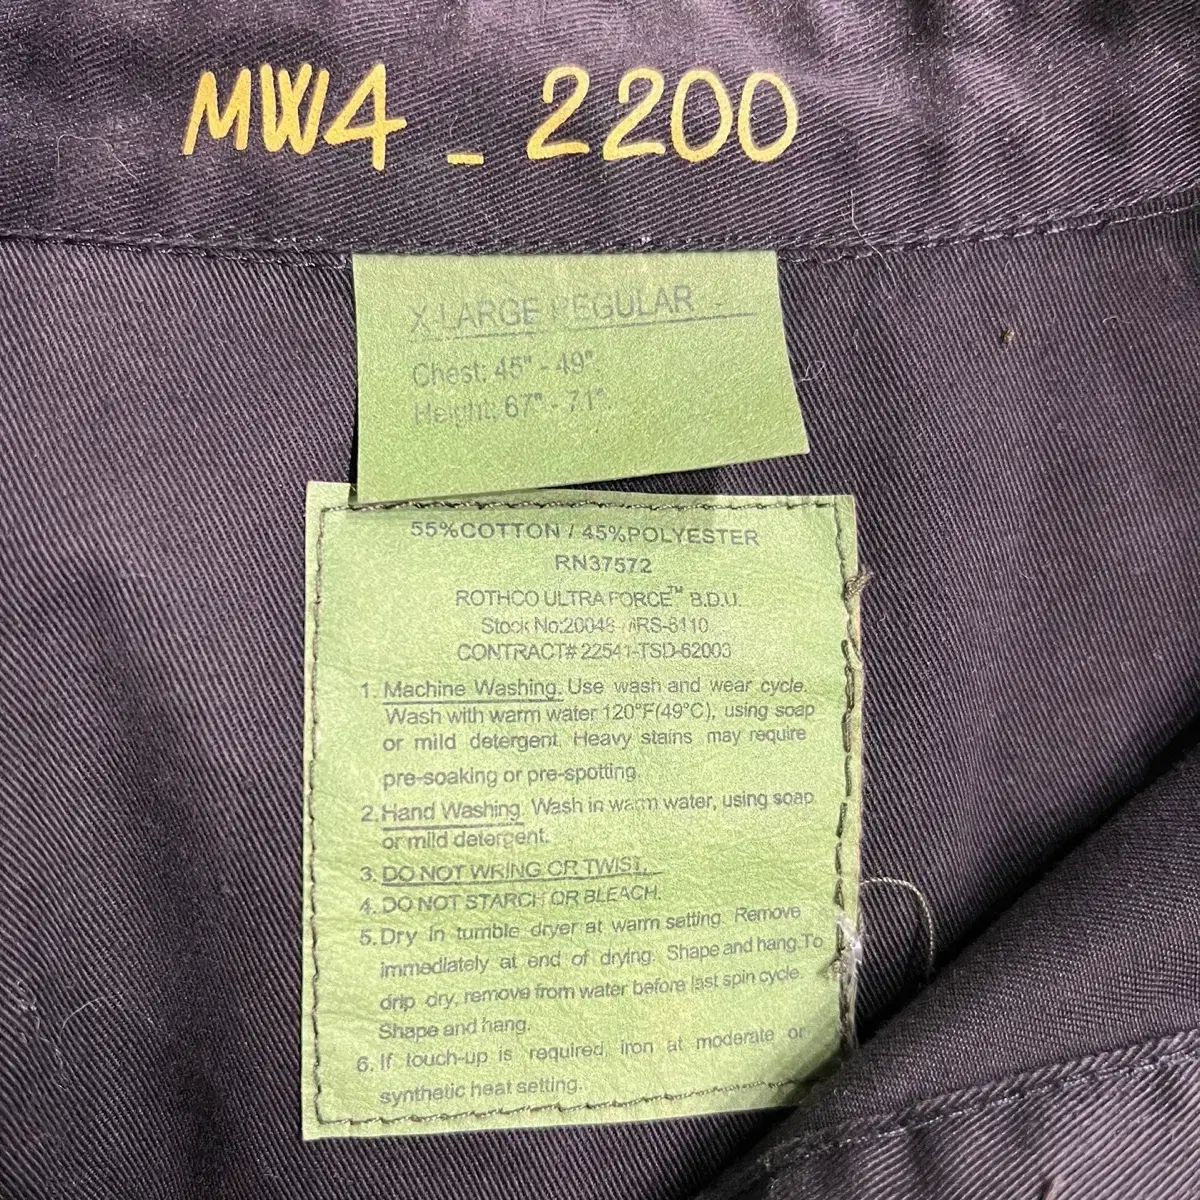 MW4_2200
X-LARGE REGULAR
Chest: 45" - 49".
Height: 67" - 71".
55%COTTON / 45%POLYESTER
RN37572
ROTHCO ULTRA FORCE™ B.D.U.
Stock No:20046 /ARS-6110
CONTRACT# 22541-TSD-62003
1. Machine Washing. Use wash and wear cycle.
Wash with warm water 120°F(49°C), using soap
or mild detergent. Heavy stains may require
pre-soaking or pre-spotting.
2. Hand Washing. Wash in warm water, using soap
or mild detergent.
3. DO NOT WRING OR TWIST.
4. DO NOT STARCH OR BLEACH.
5. Dry in tumble dryer at warm setting. Remove
immediately at end of drying. Shape and hang. To
drip dry, remove from water before last spin cycle.
Shape and hang.
6. If touch-up is required, iron at moderate or
synthetic heat setting.